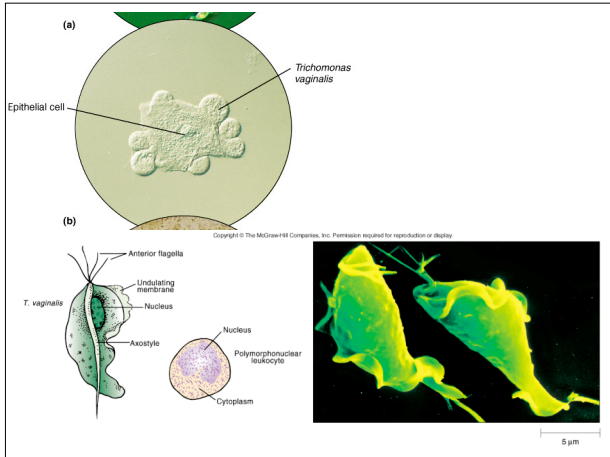 (a)
Trichomonas
vaginalis
Epithelial cell
(b)
Copyright © The McGraw-Hill Companies, Inc. Permission required for reproduction or display.
Anterior flagella
Undulating
membrane
T. vaginalis
Nucleus
Axostyle
Nucleus
Polymorphonuclear
leukocyte
Cytoplasm
5 µm